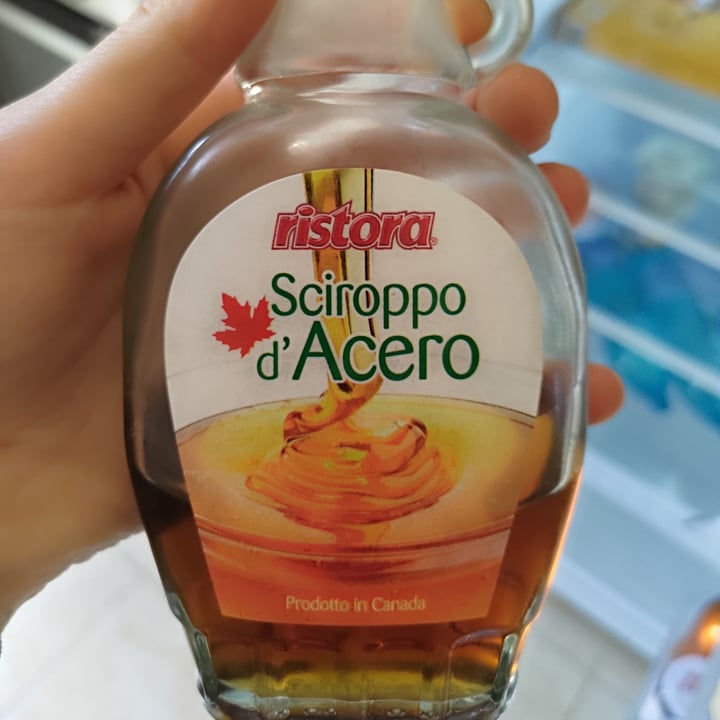 ristora
Sciroppo
d'Acero
Prodotto in Canada